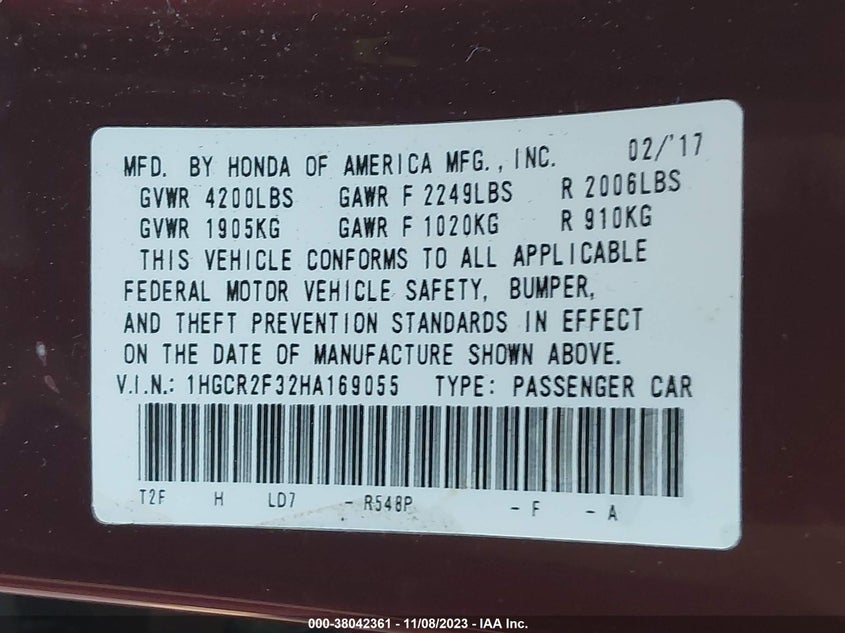 MFD. BY HONDA OF AMERICA MFG., INC. 02/'17
GVWR 4200LBS GAWR F 2249LBS R 2006LBS
GVWR 1905KG GAWR F 1020KG R 910KG
THIS VEHICLE CONFORMS TO ALL APPLICABLE
FEDERAL MOTOR VEHICLE SAFETY, BUMPER,
AND THEFT PREVENTION STANDARDS IN EFFECT
ON THE DATE OF MANUFACTURE SHOWN ABOVE.
V.I.N.: 1HGCR2F32HA169055 TYPE: PASSENGER CAR
T2F H LD7 - R548P - F - A
000-38042361 - 11/08/2023 - IAA Inc.